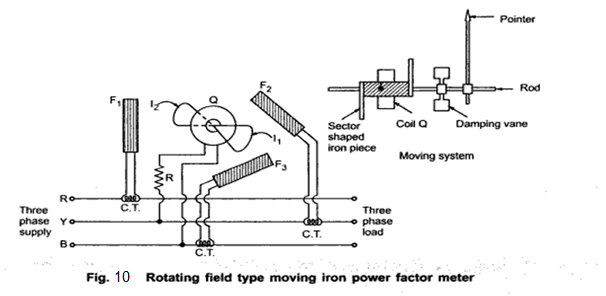 Pointer
F1
I2
Q
F2
I1
Rod
Sector
shaped
iron piece
Coil Q
Damping vane
Moving system
R
F3
R
C.T.
Three
phase
supply
Y
C.T.
Three
phase
load
B
C.T.
Fig. 10 Rotating field type moving iron power factor meter